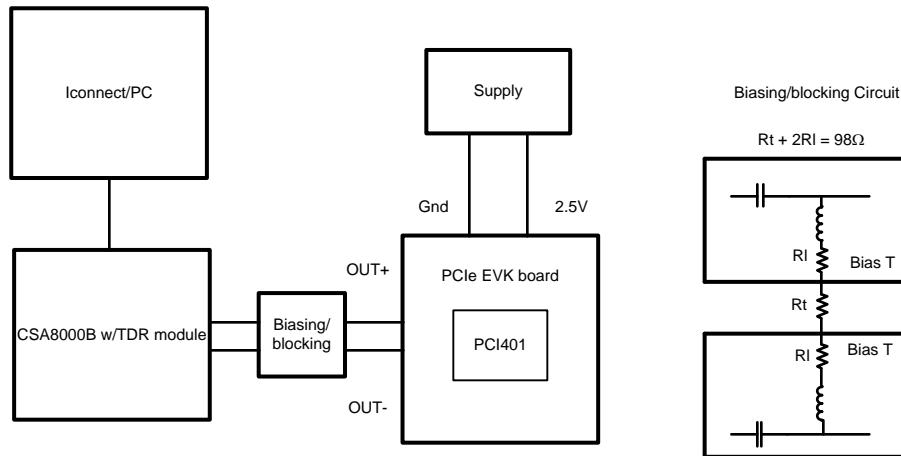 Iconnect/PC
Supply
Biasing/blocking Circuit
Rt + 2Rl = 98Ω
Gnd
2.5V
OUT+
PCIe EVK board
CSA8000B w/TDR module
Biasing/
blocking
PCI401
OUT-
Rl
Bias T
Rt
Rl
Bias T